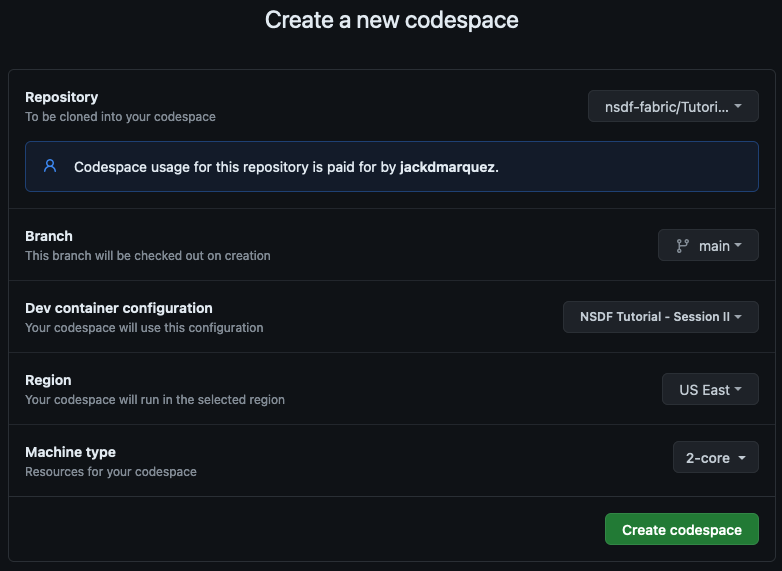 Create a new codespace
Repository
To be cloned into your codespace
nsdf-fabric/Tutori...
Codespace usage for this repository is paid for by jackdmarquez.
Branch
This branch will be checked out on creation
main
Dev container configuration
Your codespace will use this configuration
NSDF Tutorial - Session II
Region
Your codespace will run in the selected region
US East
Machine type
Resources for your codespace
2-core
Create codespace